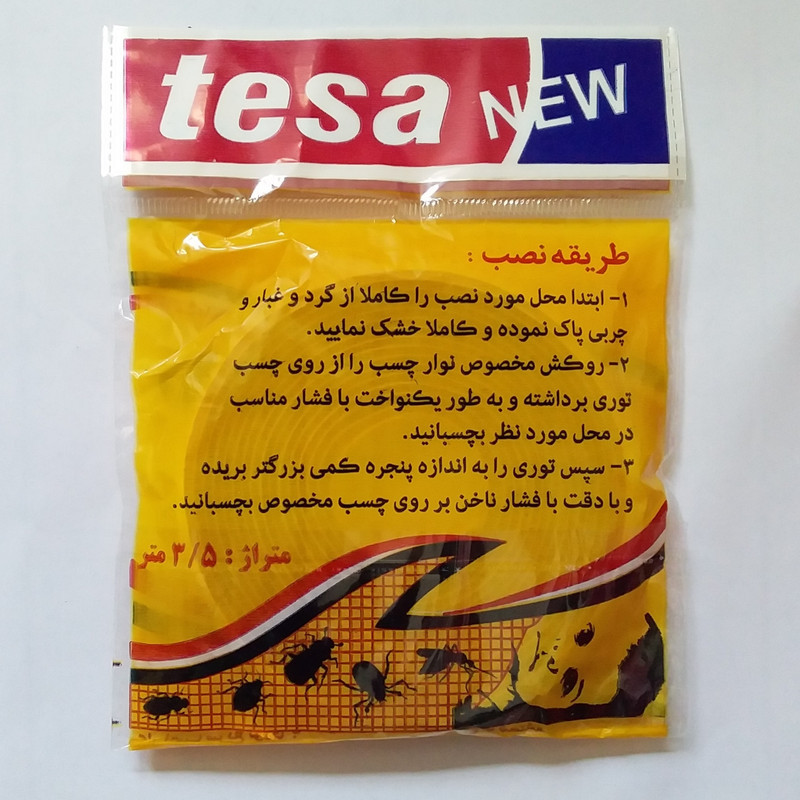 tesa NEW
طریقه نصب :
۱- ابتدا محل مورد نصب را کاملا از گرد و غبار و
چربی پاک نموده و کاملا خشک نمایید.
۲- روکش مخصوص نوار چسب را از روی چسب
توری برداشته و به طور یکنواخت با فشار مناسب
در محل مورد نظر بچسبانید.
۳- سپس توری را به اندازه پنجره کمی بزرگتر بریده
و با دقت با فشار ناخن بر روی چسب مخصوص بچسبانید.
متراژ : ۳/۵ متر